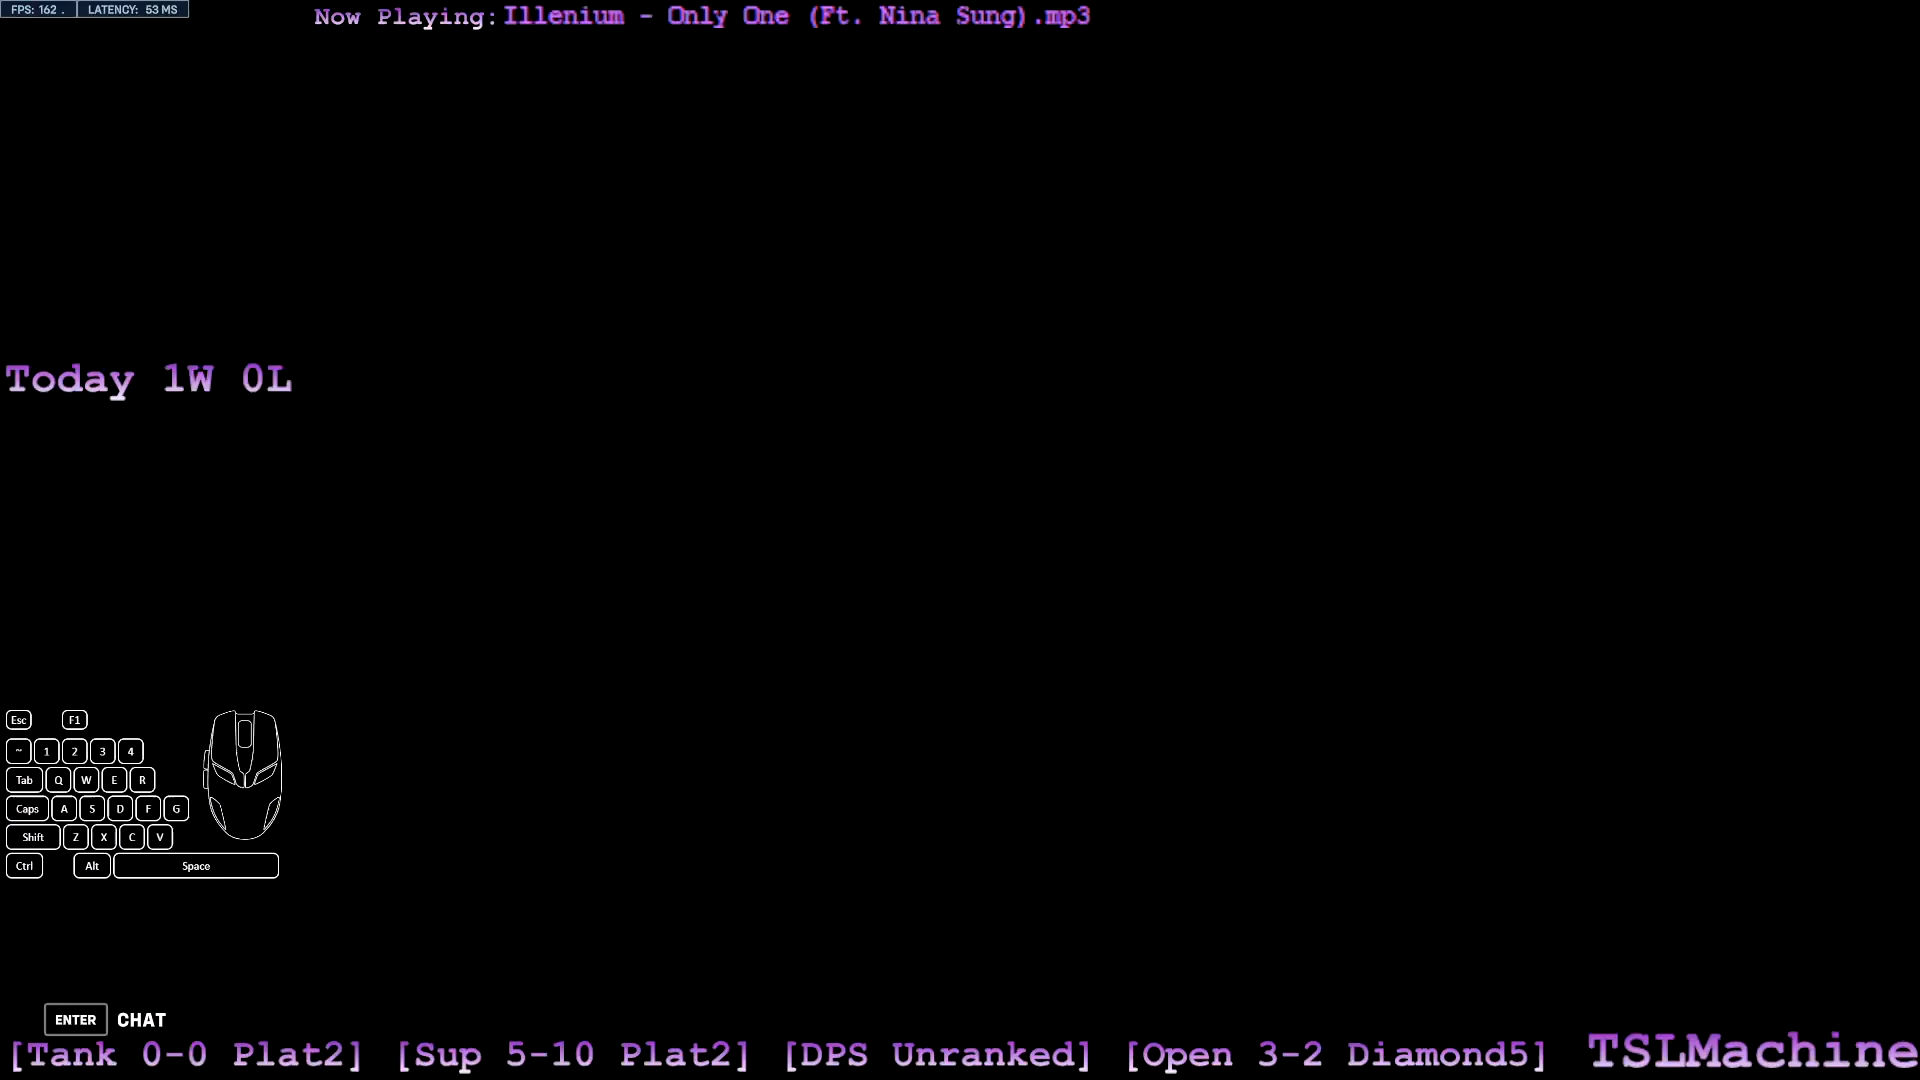 FPS: 162 . LATENCY: 53 MS
Now Playing: Illenium - Only One (Ft. Nina Sung).mp3
Today 1W 0L
Esc F1
~ 1 2 3 4
Tab Q W E R
Caps A S D F G
Shift Z X C V
Ctrl Alt Space
ENTER CHAT
[Tank 0-0 Plat2] [Sup 5-10 Plat2] [DPS Unranked] [Open 3-2 Diamond5] TSLMachine